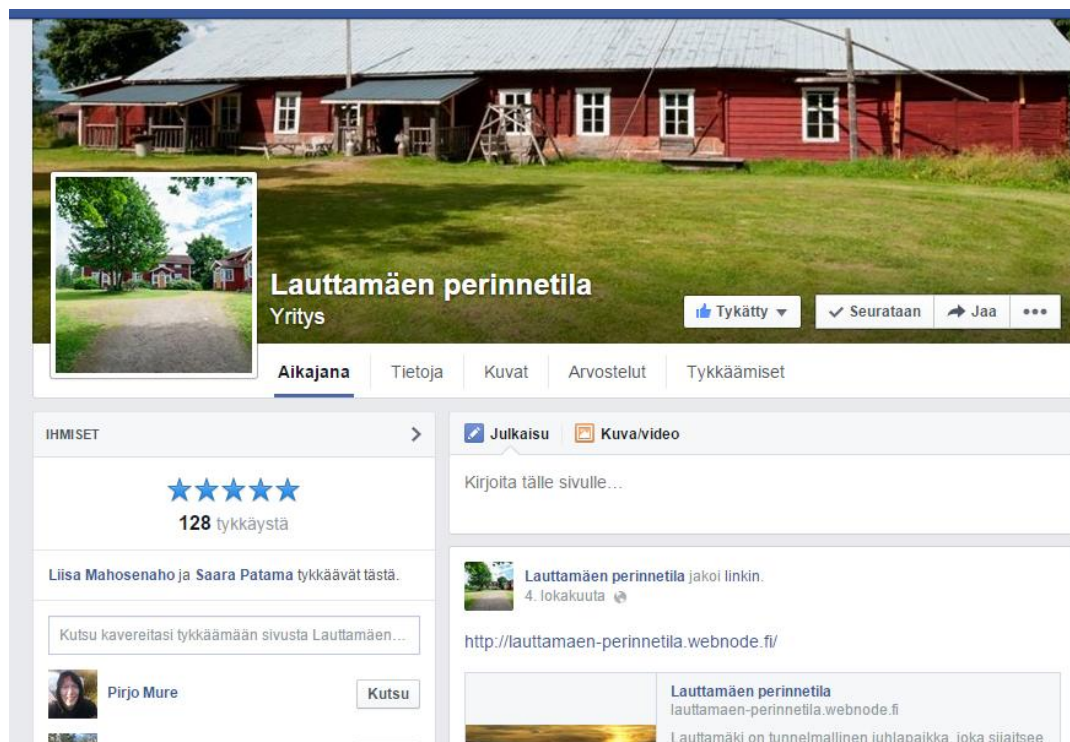 Lauttamäen perinnetila
Yritys
Tykätty
Seurataan
Jaa
Aikajana Tietoja Kuvat Arvostelut Tykkäämiset
IHMISET
128 tykkäystä
Liisa Mahosenaho ja Saara Patama tykkäävät tästä.
Kutsu kavereitasi tykkäämään sivusta Lauttamäen...
Pirjo Mure
Kutsu
Julkaisu Kuva/video
Kirjoita tälle sivulle...
Lauttamäen perinnetila jakoi linkin.
4. lokakuuta
http://lauttamaen-perinnetila.webnode.fi/
Lauttamäen perinnetila
lauttamaen-perinnetila.webnode.fi
Lauttamäki on tunnelmallinen juhlapaikka, joka sijaitsee